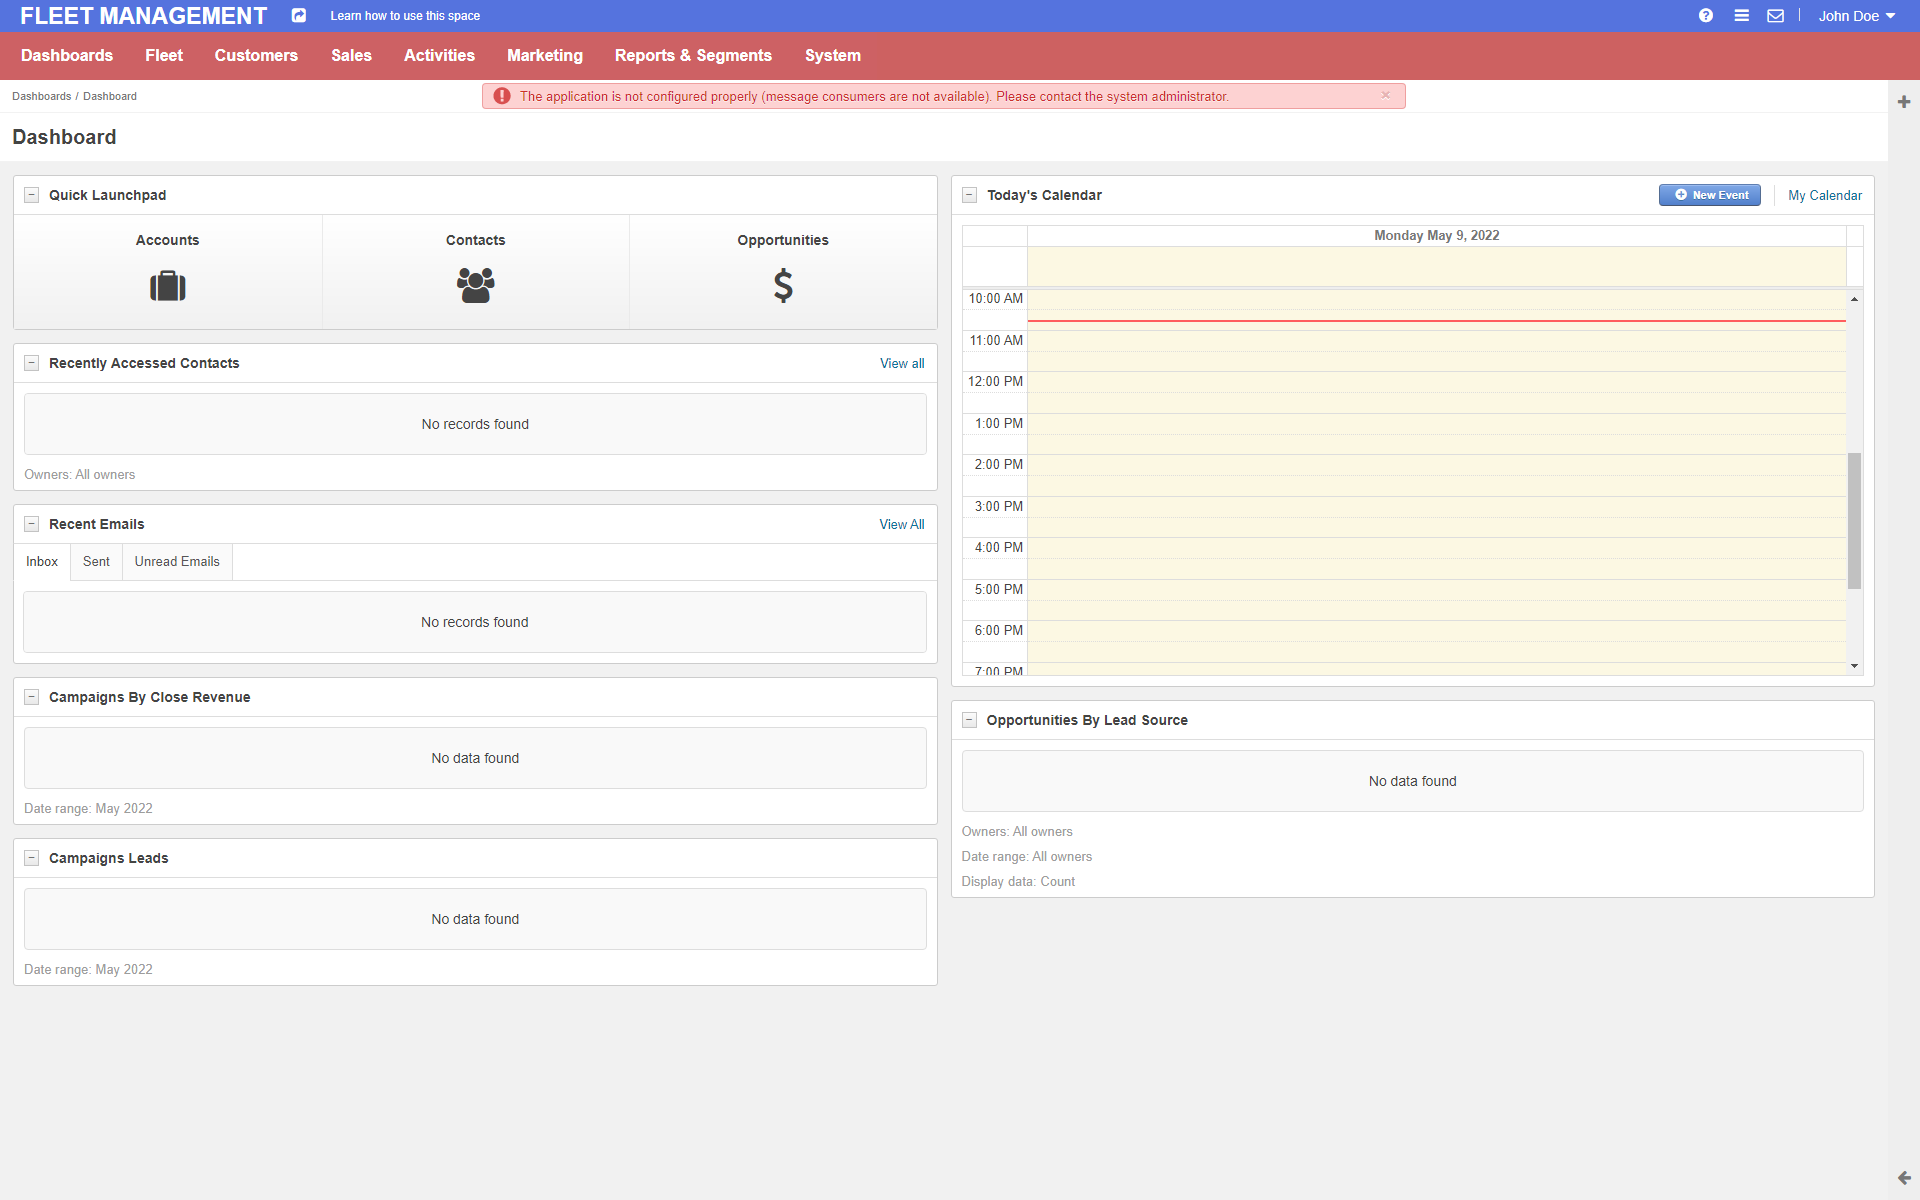 FLEET MANAGEMENT
Learn how to use this space
John Doe
Dashboards Fleet Customers Sales Activities Marketing Reports & Segments System
Dashboards / Dashboard
The application is not configured properly (message consumers are not available). Please contact the system administrator.
×
Dashboard
Quick Launchpad
Accounts
Contacts
Opportunities
Recently Accessed Contacts
View all
No records found
Owners: All owners
Recent Emails
View All
Inbox
Sent
Unread Emails
No records found
Campaigns By Close Revenue
No data found
Date range: May 2022
Campaigns Leads
No data found
Date range: May 2022
Today's Calendar
New Event
My Calendar
Monday May 9, 2022
10:00 AM
11:00 AM
12:00 PM
1:00 PM
2:00 PM
3:00 PM
4:00 PM
5:00 PM
6:00 PM
7:00 PM
Opportunities By Lead Source
No data found
Owners: All owners
Date range: All owners
Display data: Count